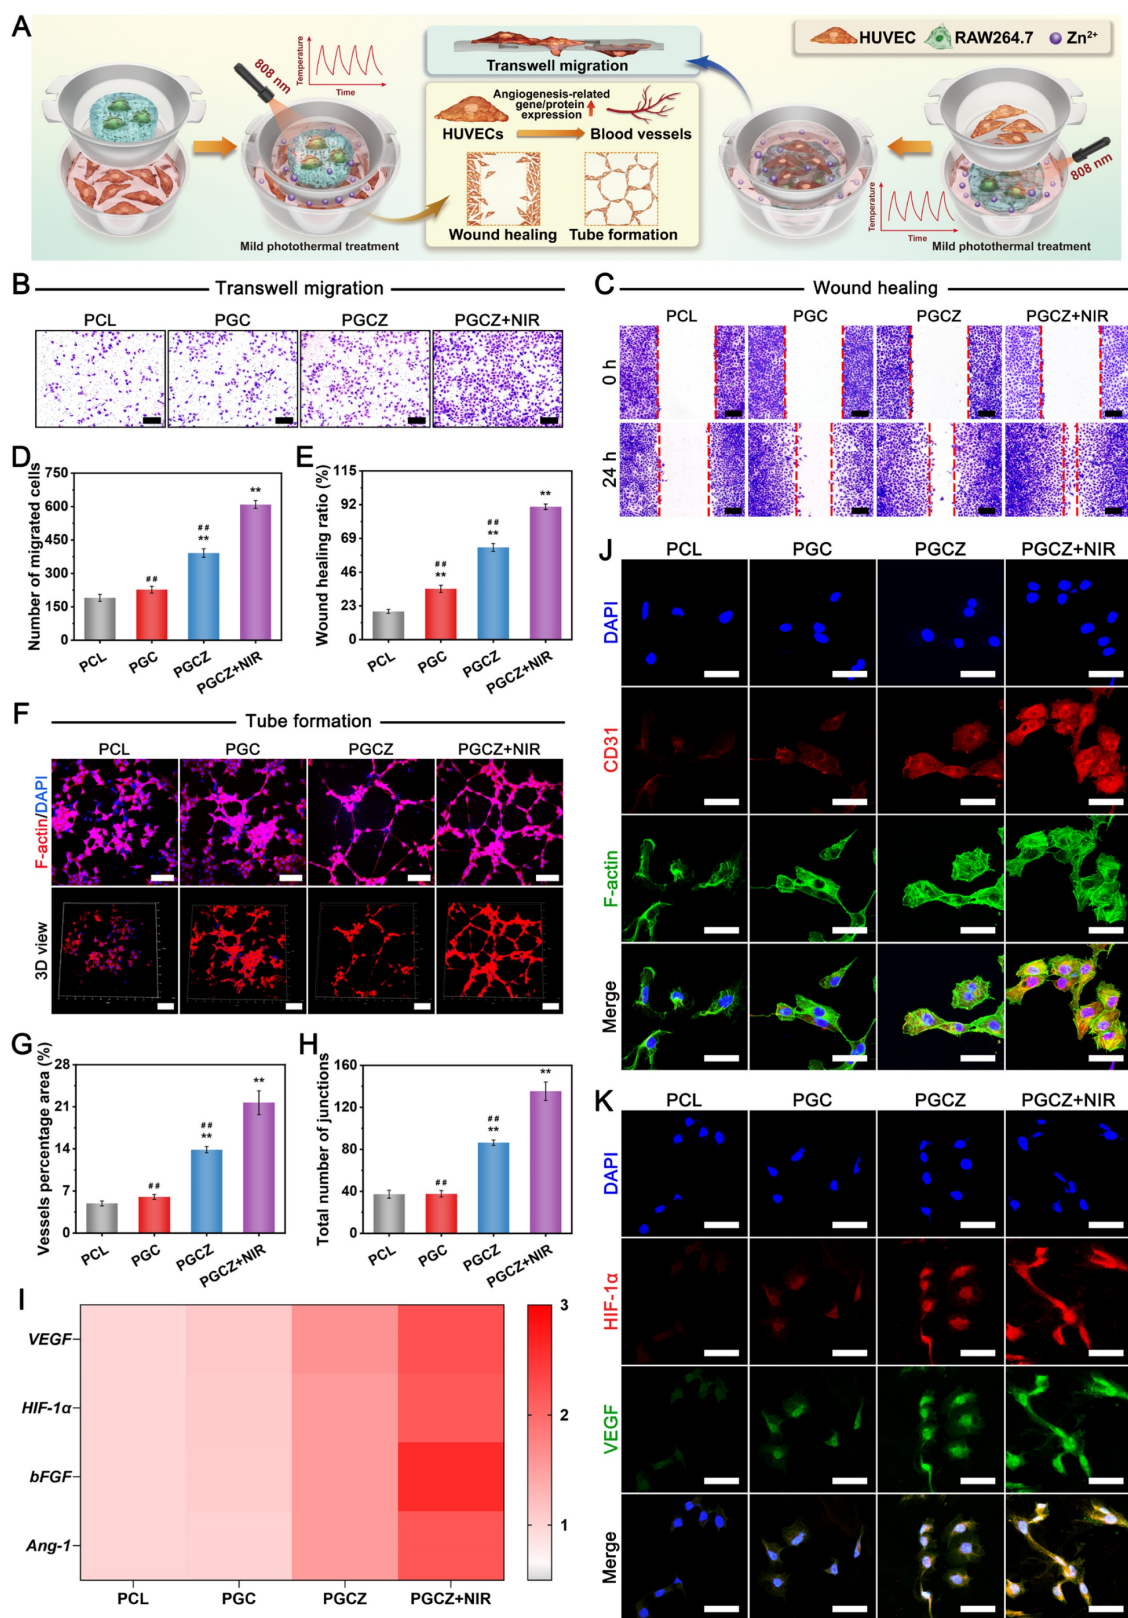 A
Temperature
Time
808 nm
Mild photothermal treatment
Transwell migration
HUVECs
Angiogenesis-related
gene/protein
expression
Blood vessels
Wound healing
Tube formation
HUVEC
RAW264.7
Zn²⁺
808 nm
Temperature
Time
Mild photothermal treatment
B
Transwell migration
PCL
PGC
PGCZ
PGCZ+NIR
C
Wound healing
PCL
PGC
PGCZ
PGCZ+NIR
0 h
24 h
D
Number of migrated cells
750
600
450
300
150
0
##
##
**
**
PCL
PGC
PGCZ
PGCZ+NIR
E
Wound healing ratio (%)
115
92
69
46
23
0
##
**
##
**
**
PCL
PGC
PGCZ
PGCZ+NIR
F
Tube formation
PCL
PGC
PGCZ
PGCZ+NIR
F-actin/DAPI
3D view
G
Vessels percentage area (%)
28
21
14
7
0
##
##
**
**
PCL
PGC
PGCZ
PGCZ+NIR
H
Total number of junctions
160
120
80
40
0
##
##
**
**
PCL
PGC
PGCZ
PGCZ+NIR
I
VEGF
HIF-1α
bFGF
Ang-1
PCL
PGC
PGCZ
PGCZ+NIR
3
2
1
J
PCL
PGC
PGCZ
PGCZ+NIR
DAPI
CD31
F-actin
Merge
K
PCL
PGC
PGCZ
PGCZ+NIR
DAPI
HIF-1α
VEGF
Merge